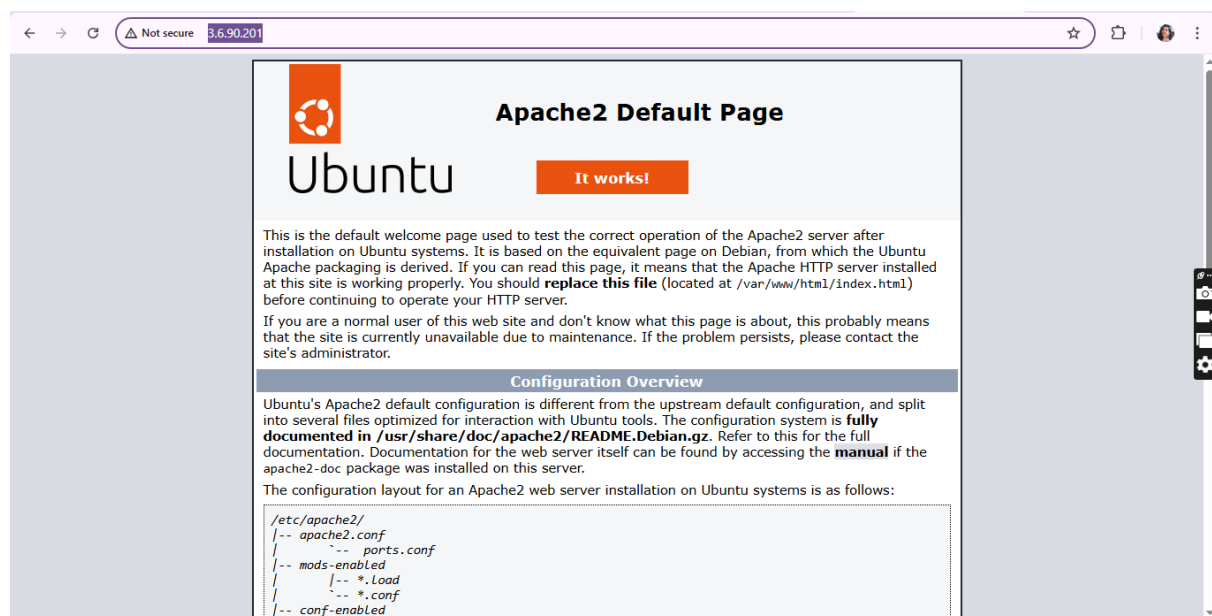 Not secure 3.6.90.201
Apache2 Default Page
Ubuntu
It works!
This is the default welcome page used to test the correct operation of the Apache2 server after
installation on Ubuntu systems. It is based on the equivalent page on Debian, from which the Ubuntu
Apache packaging is derived. If you can read this page, it means that the Apache HTTP server installed
at this site is working properly. You should replace this file (located at /var/www/html/index.html)
before continuing to operate your HTTP server.
If you are a normal user of this web site and don't know what this page is about, this probably means
that the site is currently unavailable due to maintenance. If the problem persists, please contact the
site's administrator.
Configuration Overview
Ubuntu's Apache2 default configuration is different from the upstream default configuration, and split
into several files optimized for interaction with Ubuntu tools. The configuration system is fully
documented in /usr/share/doc/apache2/README.Debian.gz. Refer to this for the full
documentation. Documentation for the web server itself can be found by accessing the manual if the
apache2-doc package was installed on this server.
The configuration layout for an Apache2 web server installation on Ubuntu systems is as follows:
/etc/apache2/
|-- apache2.conf
|       `--  ports.conf
|-- mods-enabled
|       |-- *.load
|       `-- *.conf
|-- conf-enabled